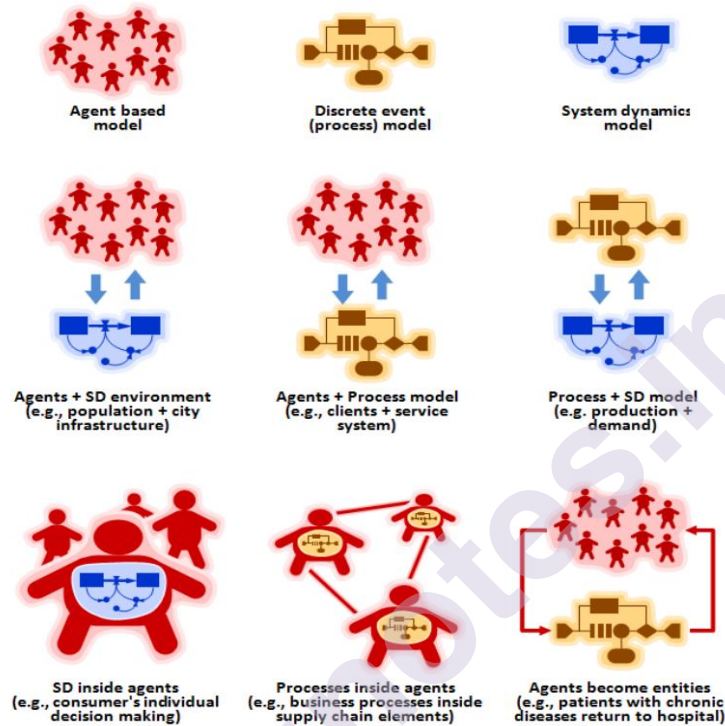 Agent based
model
Discrete event
(process) model
System dynamics
model
Agents + SD environment
(e.g., population + city
infrastructure)
Agents + Process model
(e.g., clients + service
system)
Process + SD model
(e.g. production +
demand)
SD inside agents
(e.g., consumer's individual
decision making)
Processes inside agents
(e.g., business processes inside
supply chain elements)
Agents become entities
(e.g., patients with chronic
diseases return to hospital)
notes.in